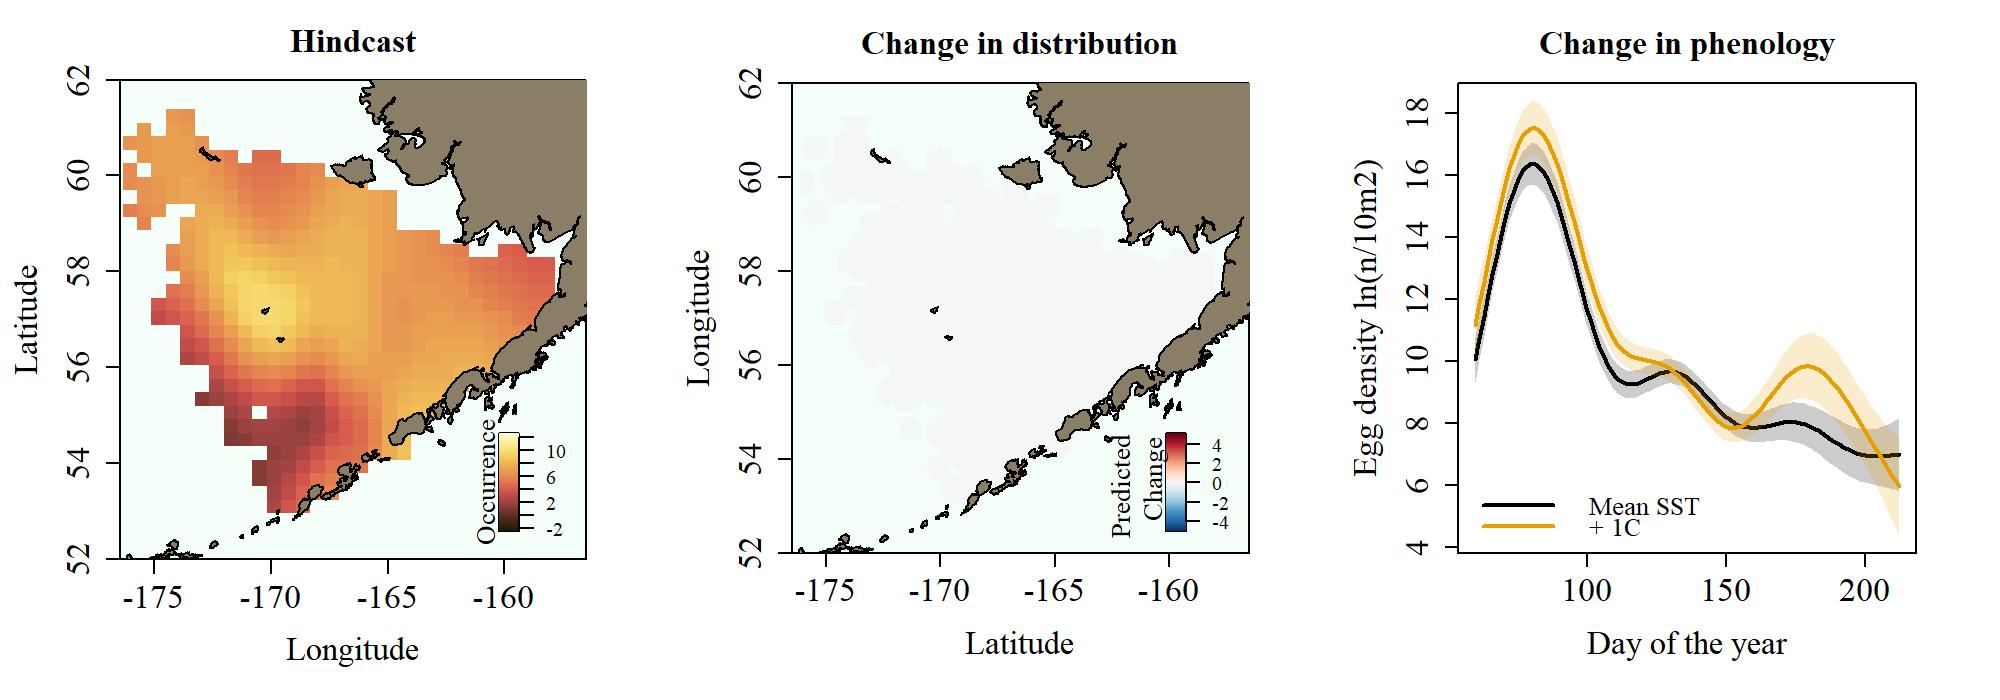 Hindcast
62
60
58
56
54
52
Latitude
-175
-170
-165
-160
Longitude
Occurrence
10
6
2
-2
Change in distribution
62
60
58
56
54
52
Longitude
-175
-170
-165
-160
Latitude
Predicted
Change
4
2
0
-2
-4
Change in phenology
18
16
14
12
10
8
6
4
Egg density ln(n/10m2)
Mean SST
+ 1C
100
150
200
Day of the year